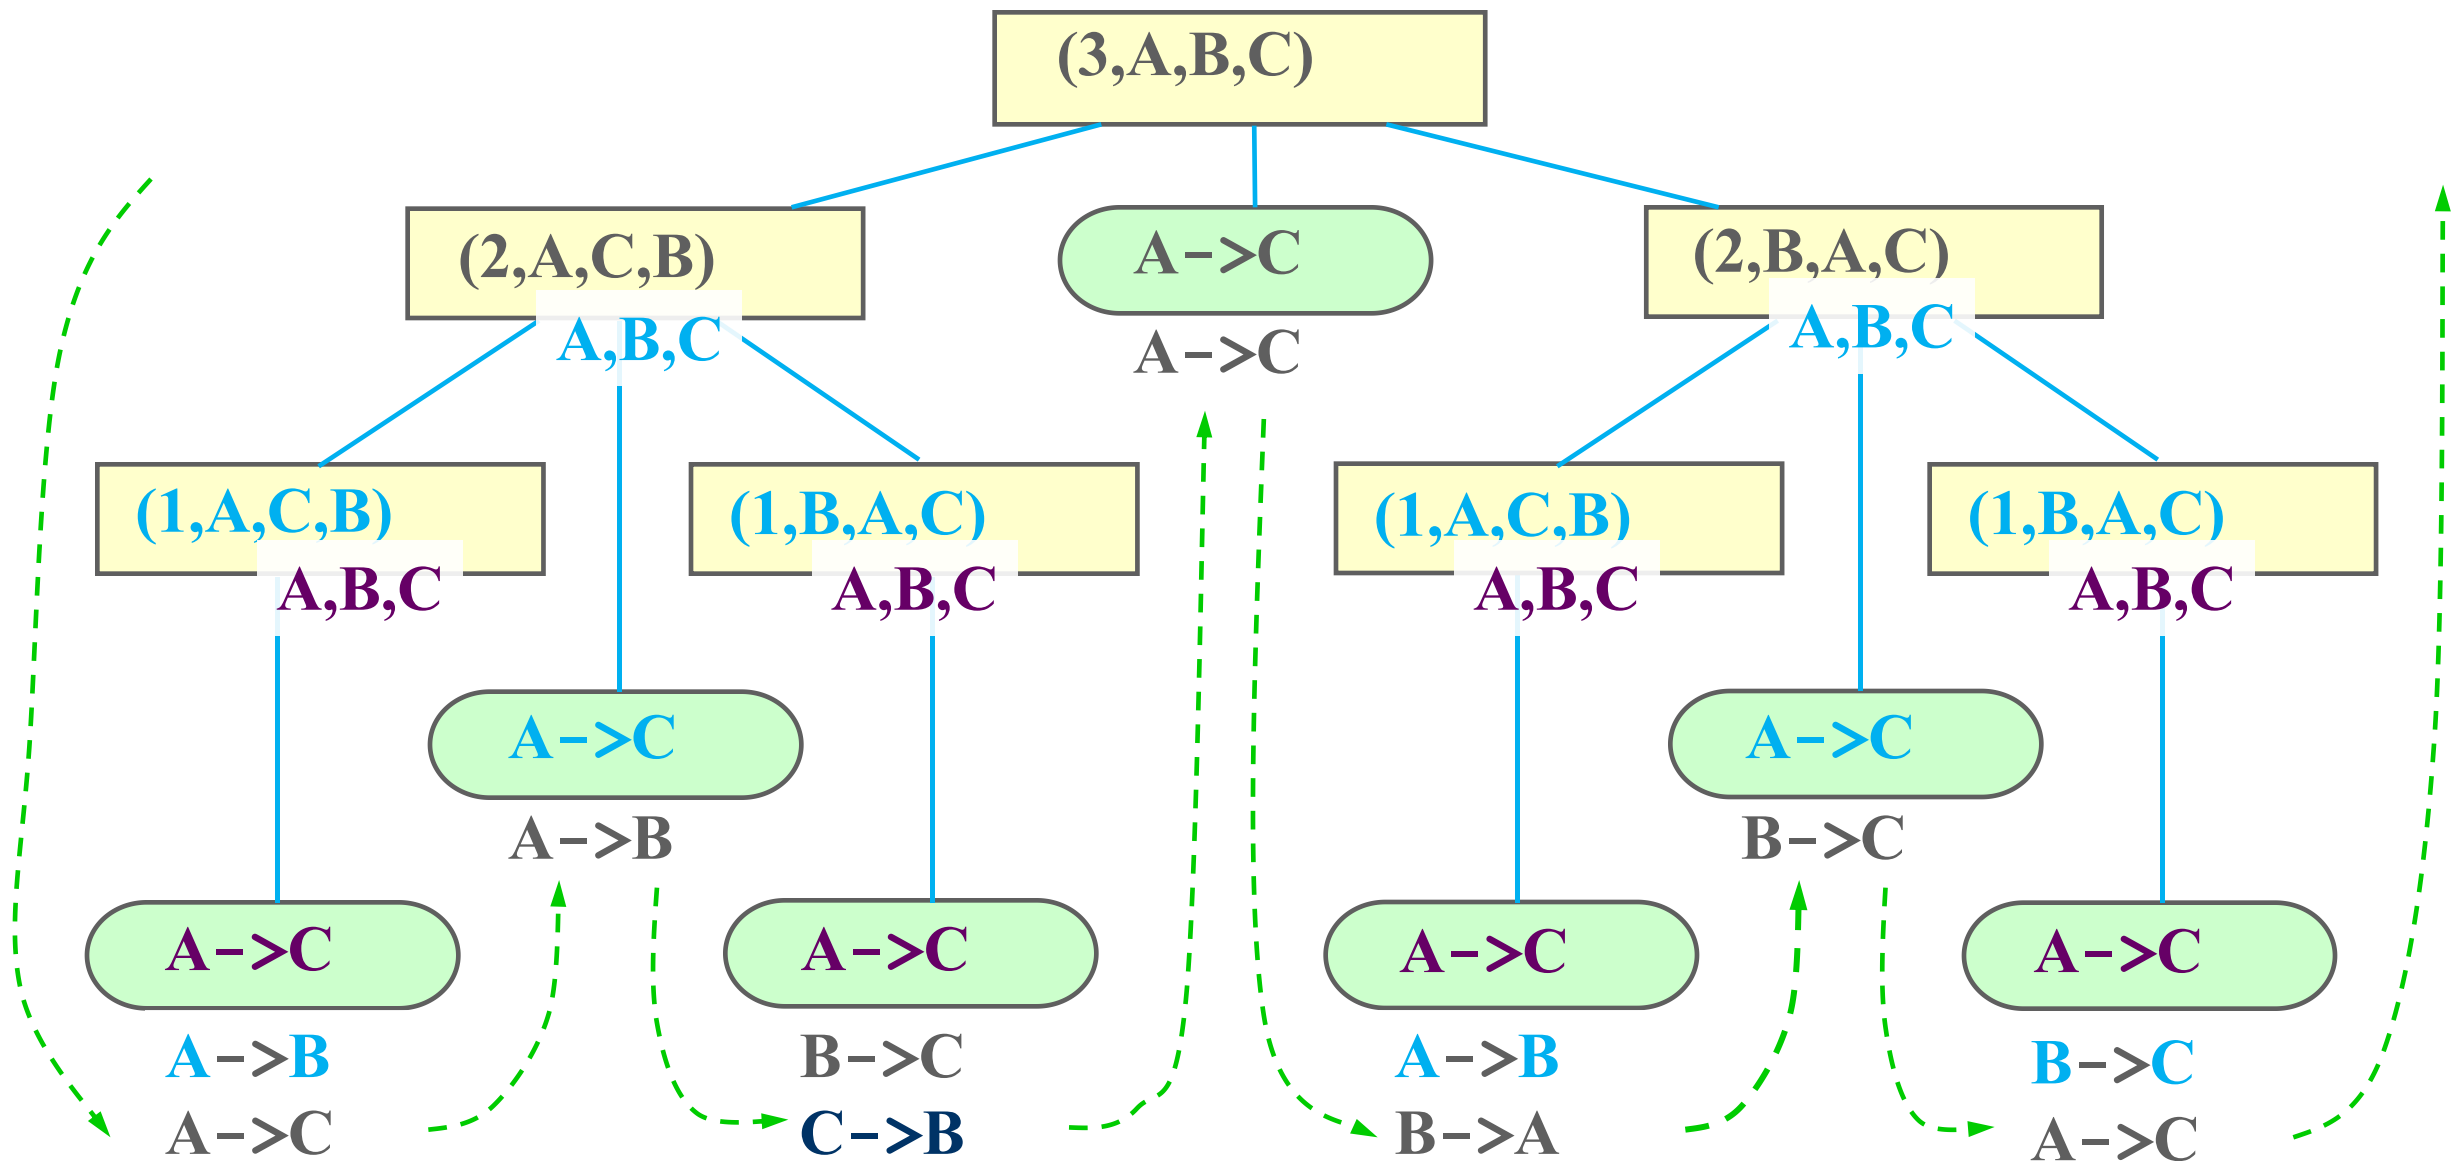 (3,A,B,C)
(2,A,C,B)
A->C
(2,B,A,C)
A,B,C
A->C
A,B,C
(1,A,C,B)
(1,B,A,C)
(1,A,C,B)
(1,B,A,C)
A,B,C
A,B,C
A,B,C
A,B,C
A->C
A->C
A->B
B->C
A->C
A->C
A->C
A->C
A->B
B->C
A->B
B->C
A->C
C->B
B->A
A->C